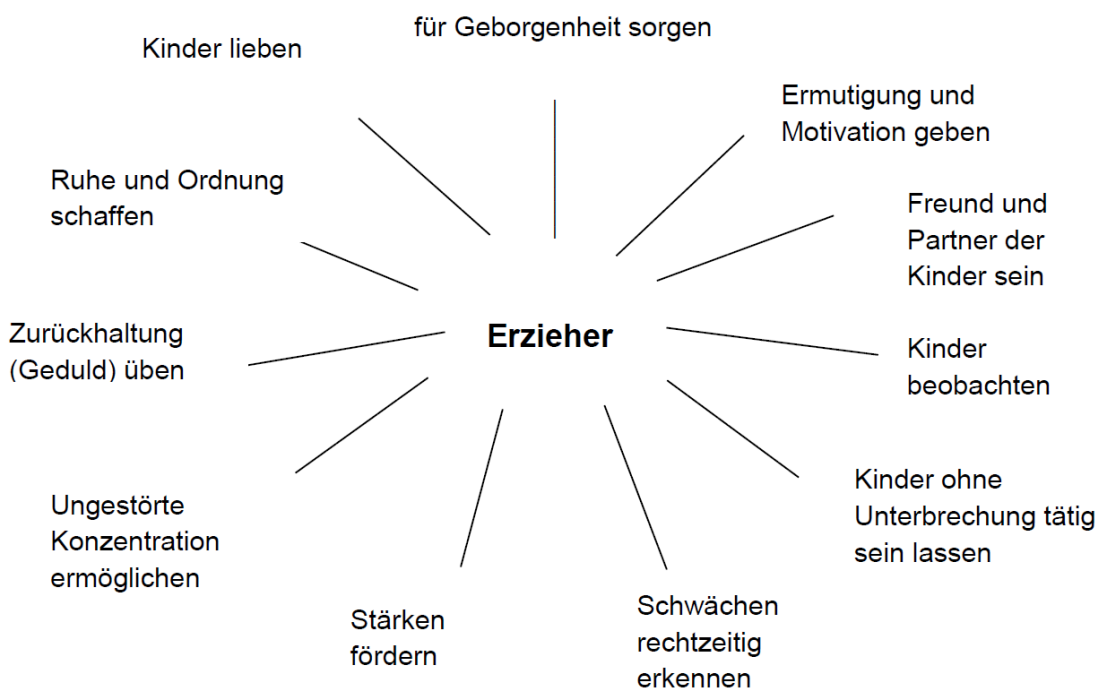 für Geborgenheit sorgen
Kinder lieben
Ermutigung und
Motivation geben
Ruhe und Ordnung
schaffen
Freund und
Partner der
Kinder sein
Zurückhaltung
(Geduld) üben
Erzieher
Kinder
beobachten
Ungestörte
Konzentration
ermöglichen
Kinder ohne
Unterbrechung tätig
sein lassen
Stärken
fördern
Schwächen
rechtzeitig
erkennen